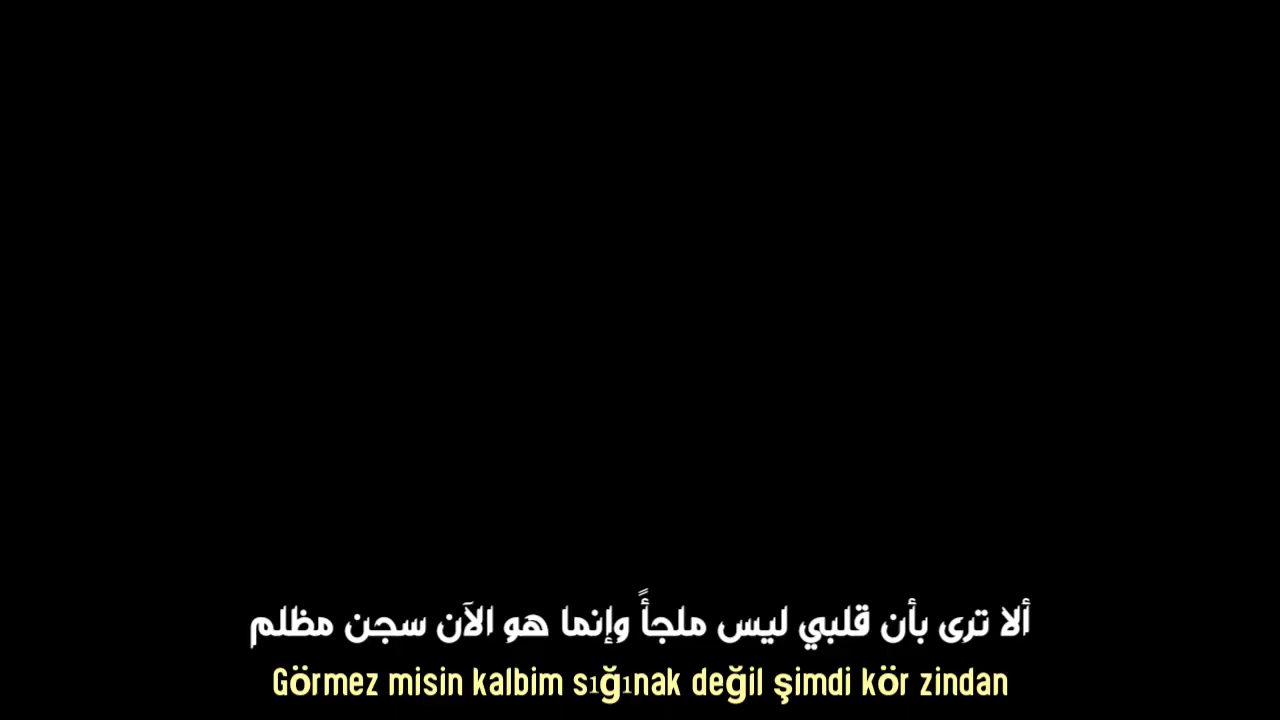 ألا ترى بأن قلبي ليس ملجأً وإنما هو الآن سجن مظلم
Görmez misin kalbim sığınak değil şimdi kör zindan